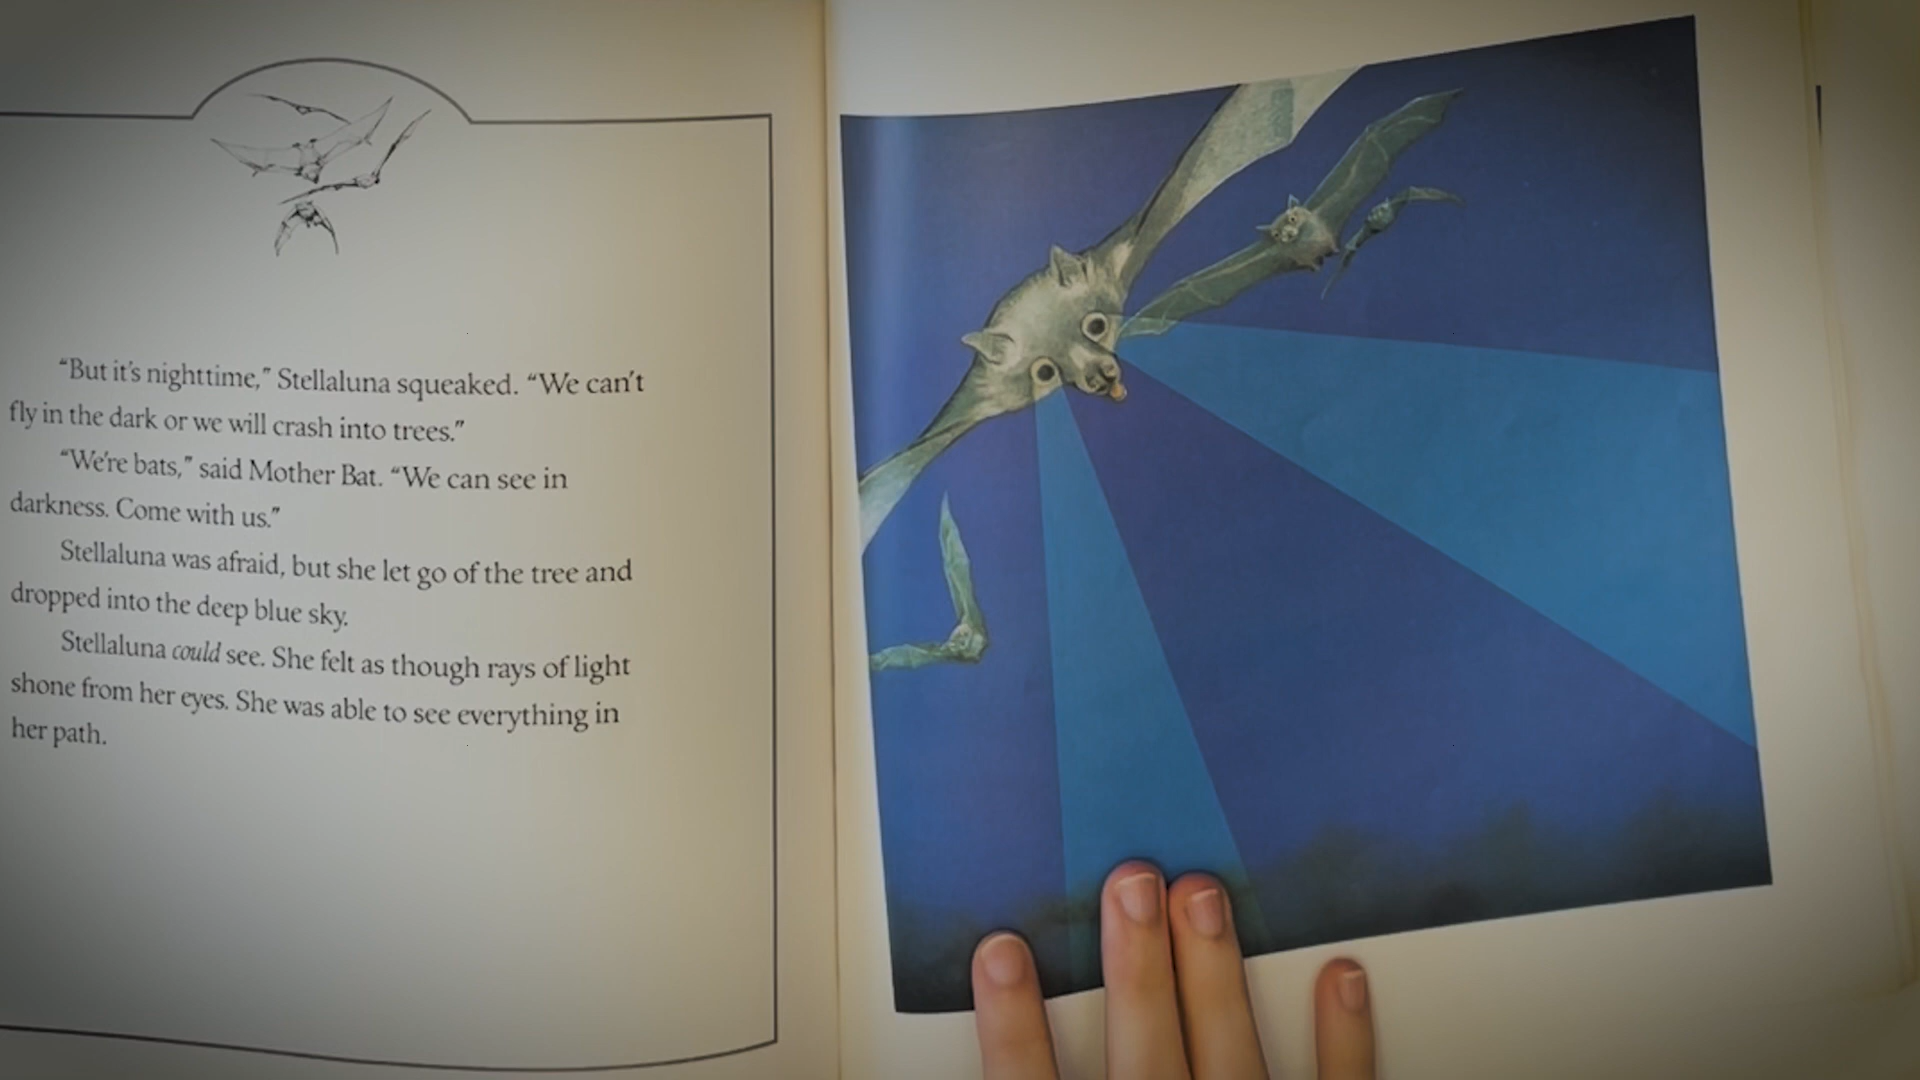 “But it’s nighttime,” Stellaluna squeaked. “We can’t
fly in the dark or we will crash into trees.”
“We’re bats,” said Mother Bat. “We can see in
darkness. Come with us.”
Stellaluna was afraid, but she let go of the tree and
dropped into the deep blue sky.
Stellaluna could see. She felt as though rays of light
shone from her eyes. She was able to see everything in
her path.